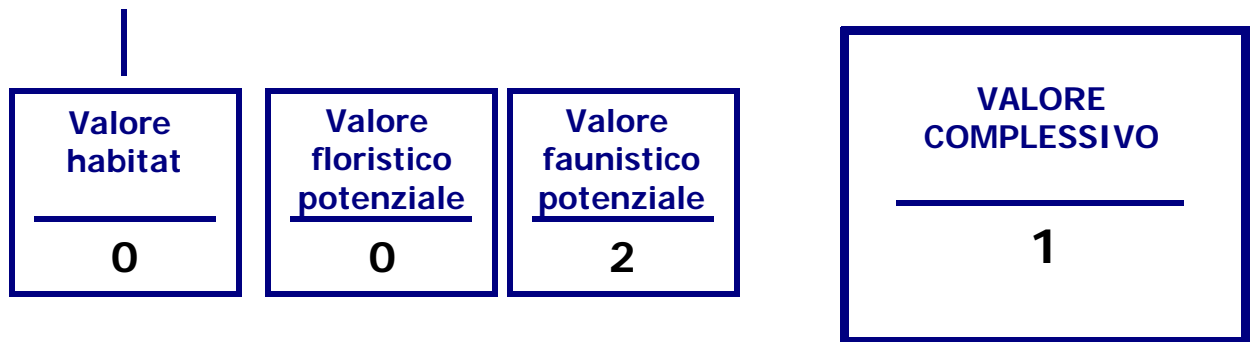 Valore
habitat
0
Valore
floristico
potenziale
0
Valore
faunistico
potenziale
2
VALORE
COMPLESSIVO
1